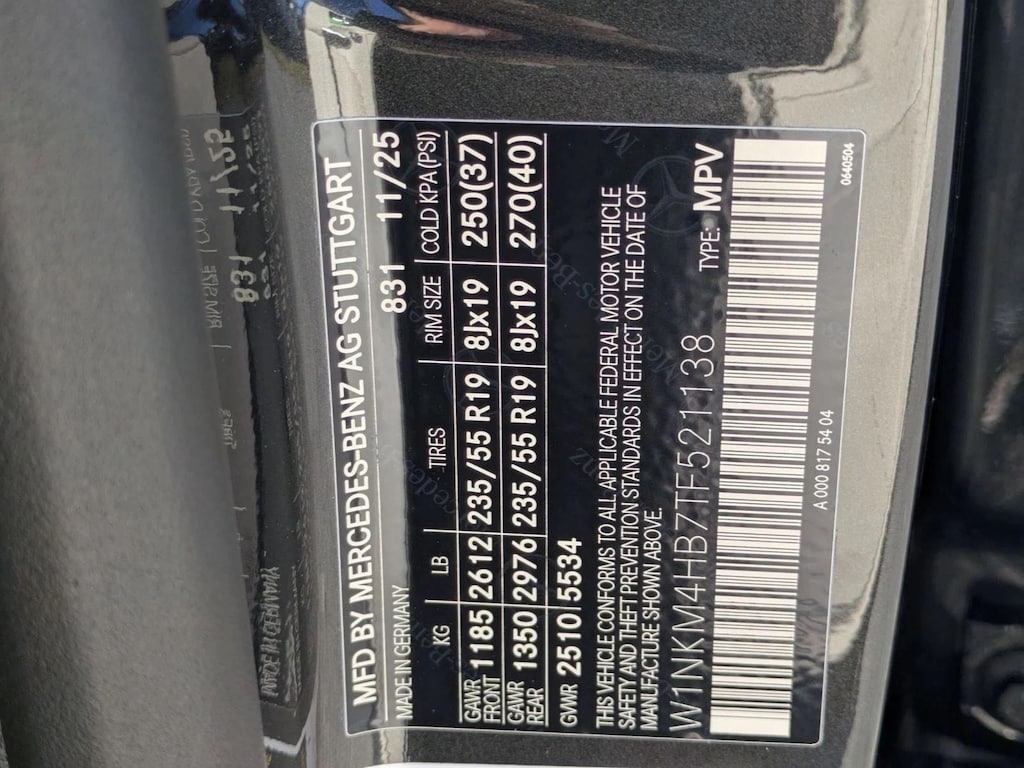 MFD BY MERCEDES-BENZ AG STUTTGART
MADE IN GERMANY 831 11/25
KG LB TIRES RIM SIZE COLD KPA(PSI)
GAWR FRONT 1185 2612 235/55 R19 8Jx19 250(37)
GAWR REAR 1350 2976 235/55 R19 8Jx19 270(40)
GWR 2510 5534
THIS VEHICLE CONFORMS TO ALL APPLICABLE FEDERAL MOTOR VEHICLE
SAFETY AND THEFT PREVENTION STANDARDS IN EFFECT ON THE DATE OF
MANUFACTURE SHOWN ABOVE.
W1NKM4HB7TF521138 TYPE: MPV
A 000 817 54 04 0640504